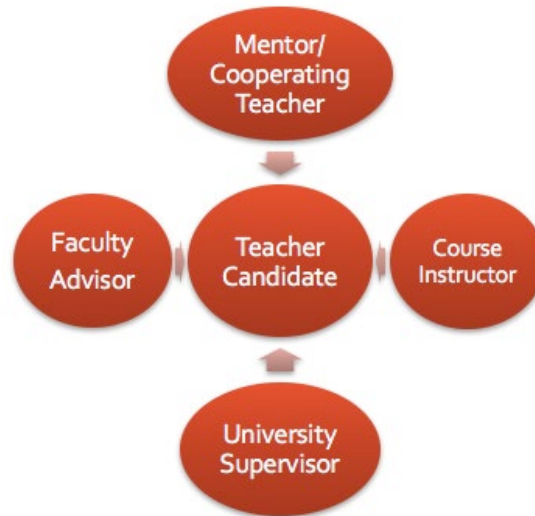 Mentor/
Cooperating
Teacher
Faculty
Advisor
Teacher
Candidate
Course
Instructor
University
Supervisor